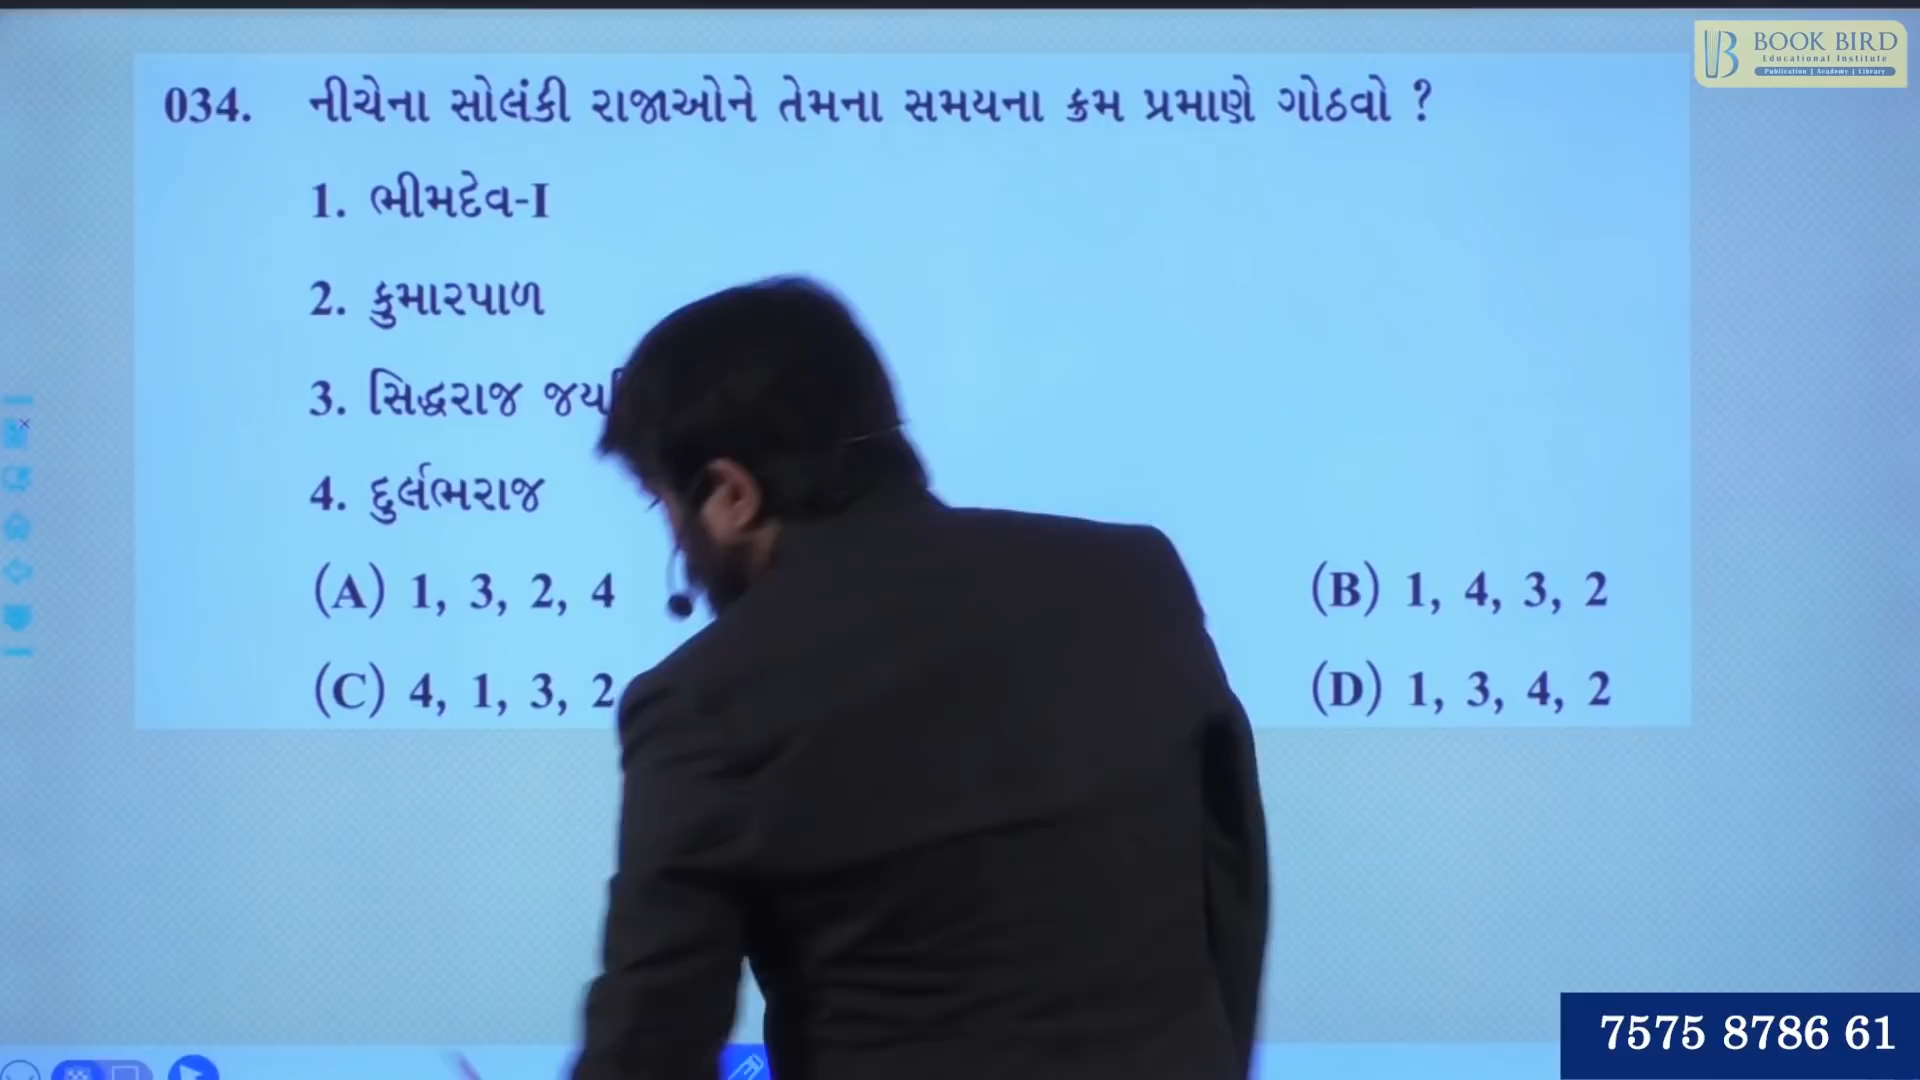 BOOK BIRD
Educational Institute
Publication | Academy | Library
034. નીચેના સોલંકી રાજાઓને તેમના સમયના ક્રમ પ્રમાણે ગોઠવો ?
1. ભીમદેવ-I
2. કુમારપાળ
3. સિદ્ધરાજ
4. દુર્લભરાજ
(A) 1, 3, 2, 4 (B) 1, 4, 3, 2
(C) 4, 1, 3, 2 (D) 1, 3, 4, 2
7575 8786 61